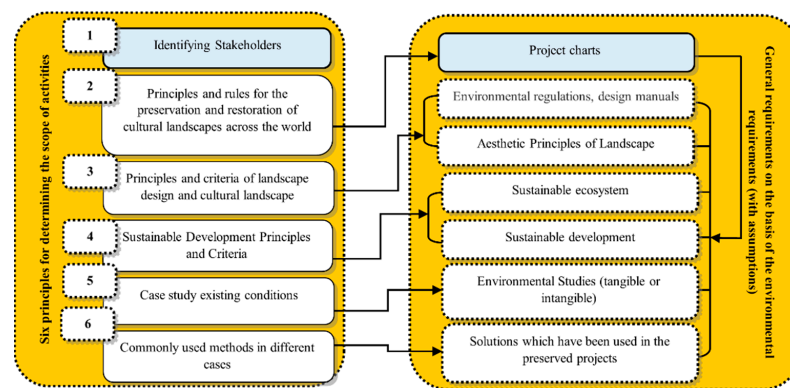 Six principles for determining the scope of activities
1
Identifying Stakeholders
2
Principles and rules for the
preservation and restoration of
cultural landscapes across the world
3
Principles and criteria of landscape
design and cultural landscape
4
Sustainable Development Principles
and Criteria
5
Case study existing conditions
6
Commonly used methods in different
cases
Project charts
Environmental regulations, design manuals
Aesthetic Principles of Landscape
Sustainable ecosystem
Sustainable development
Environmental Studies (tangible or
intangible)
Solutions which have been used in the
preserved projects
General requirements on the basis of the environmental
requirements (with assumptions)